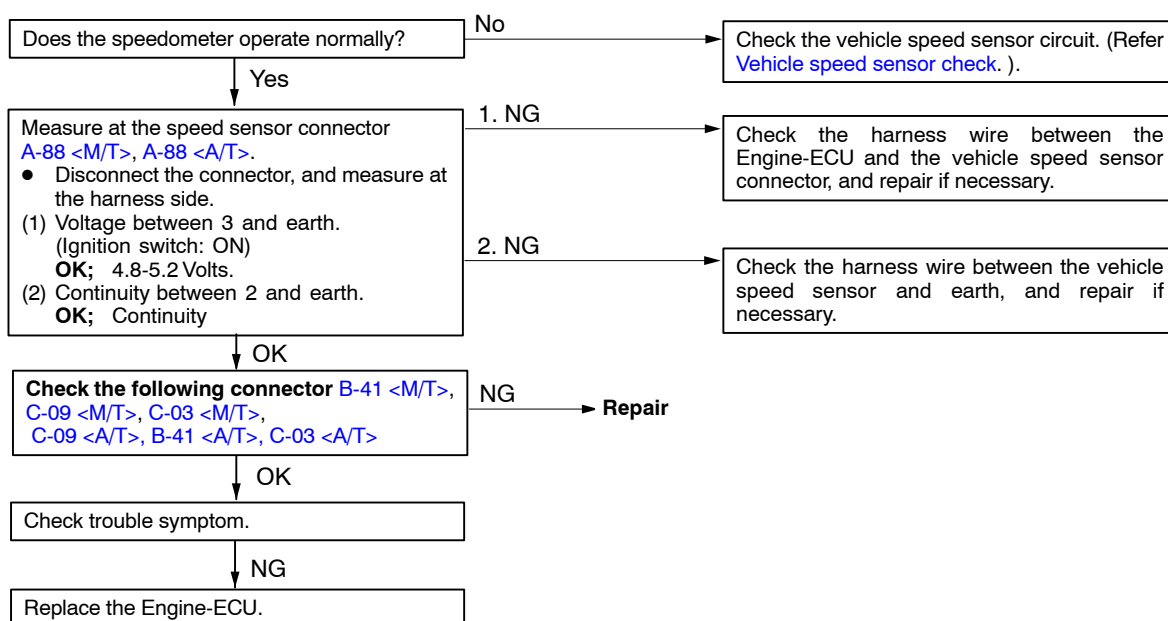 Does the speedometer operate normally?
No
Check the vehicle speed sensor circuit. (Refer
Vehicle speed sensor check. ).
Yes
Measure at the speed sensor connector
A-88 <M/T>, A-88 <A/T>.
● Disconnect the connector, and measure at
the harness side.
(1) Voltage between 3 and earth.
(Ignition switch: ON)
OK; 4.8-5.2 Volts.
(2) Continuity between 2 and earth.
OK; Continuity
1. NG
Check the harness wire between the
Engine-ECU and the vehicle speed sensor
connector, and repair if necessary.
2. NG
Check the harness wire between the vehicle
speed sensor and earth, and repair if
necessary.
OK
Check the following connector B-41 <M/T>,
C-09 <M/T>, C-03 <M/T>,
C-09 <A/T>, B-41 <A/T>, C-03 <A/T>
NG
Repair
OK
Check trouble symptom.
NG
Replace the Engine-ECU.